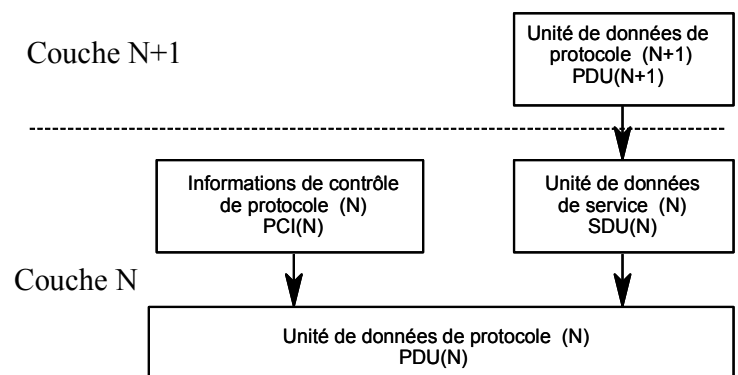 Couche N+1
Unité de données de
protocole (N+1)
PDU(N+1)
Informations de contrôle
de protocole (N)
PCI(N)
Unité de données
de service (N)
SDU(N)
Couche N
Unité de données de protocole (N)
PDU(N)